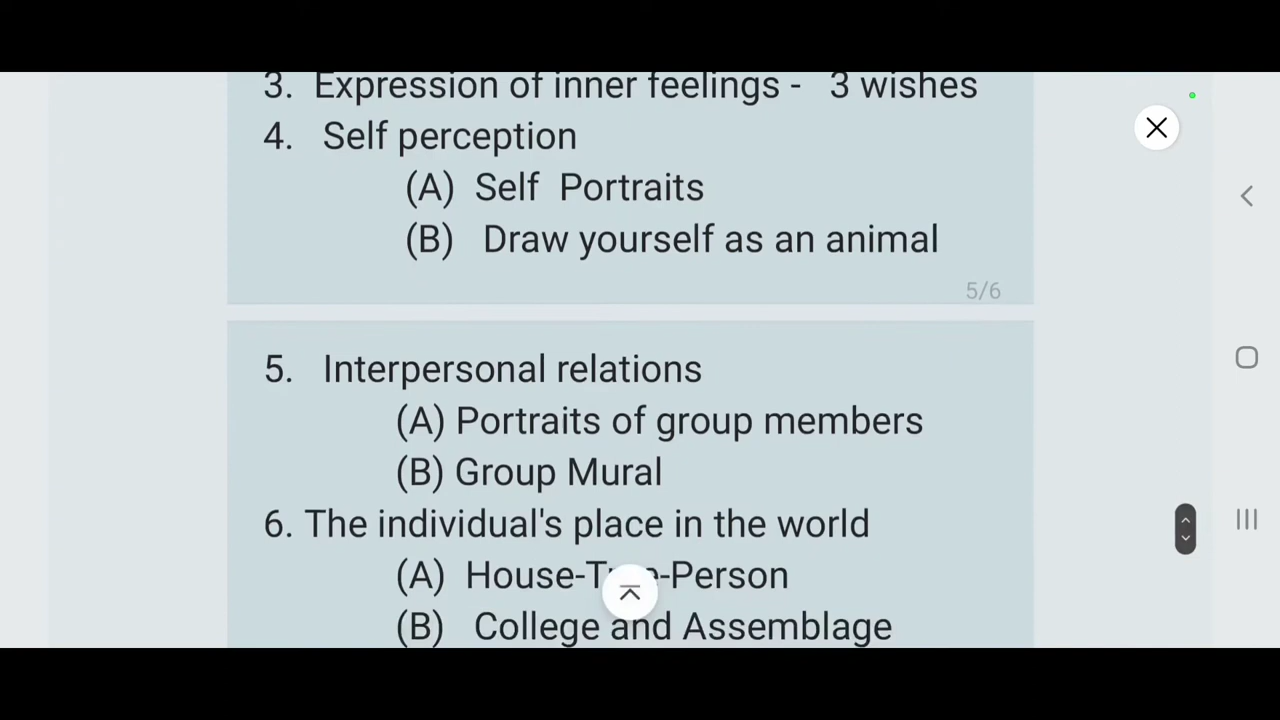 3. Expression of inner feelings - 3 wishes
4. Self perception
(A) Self Portraits
(B) Draw yourself as an animal
5/6
5. Interpersonal relations
(A) Portraits of group members
(B) Group Mural
6. The individual's place in the world
(A) House-Tree-Person
(B) College and Assemblage